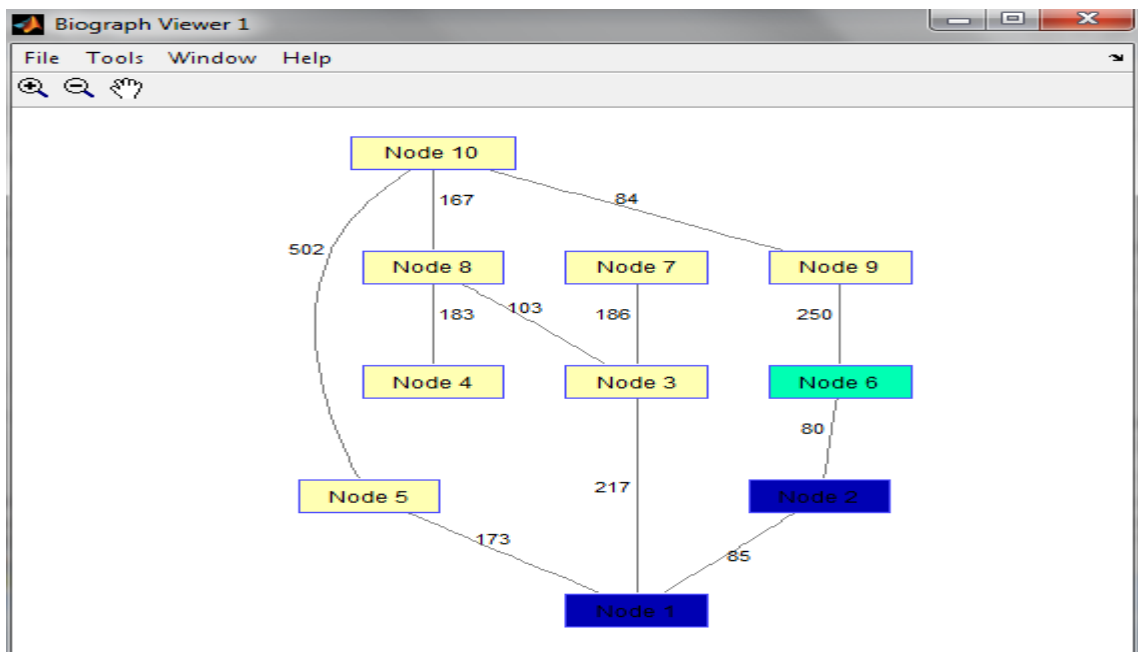 Biograph Viewer 1
File Tools Window Help
Node 10
167
84
502
Node 8
Node 7
Node 9
183
103
186
250
Node 4
Node 3
Node 6
80
217
Node 5
Node 2
173
85
Node 1